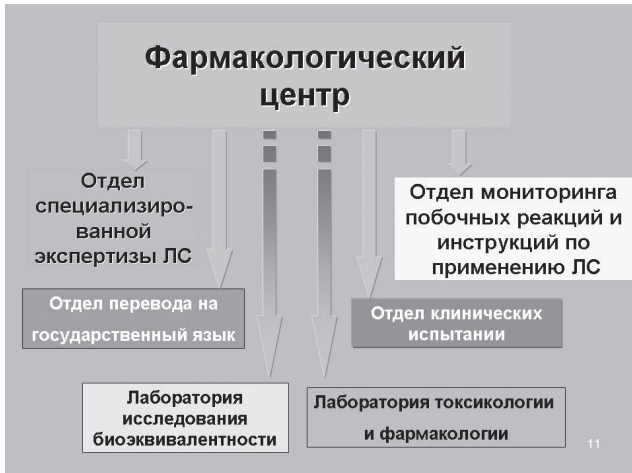 Фармакологический
центр
Отдел
специализиро-
ванной
экспертизы ЛС
Отдел мониторинга
побочных реакций и
инструкций по
применению ЛС
Отдел перевода на
государственный язык
Отдел клинических
испытании
Лаборатория
исследования
биоэквивалентности
Лаборатория токсикологии
и фармакологии
11